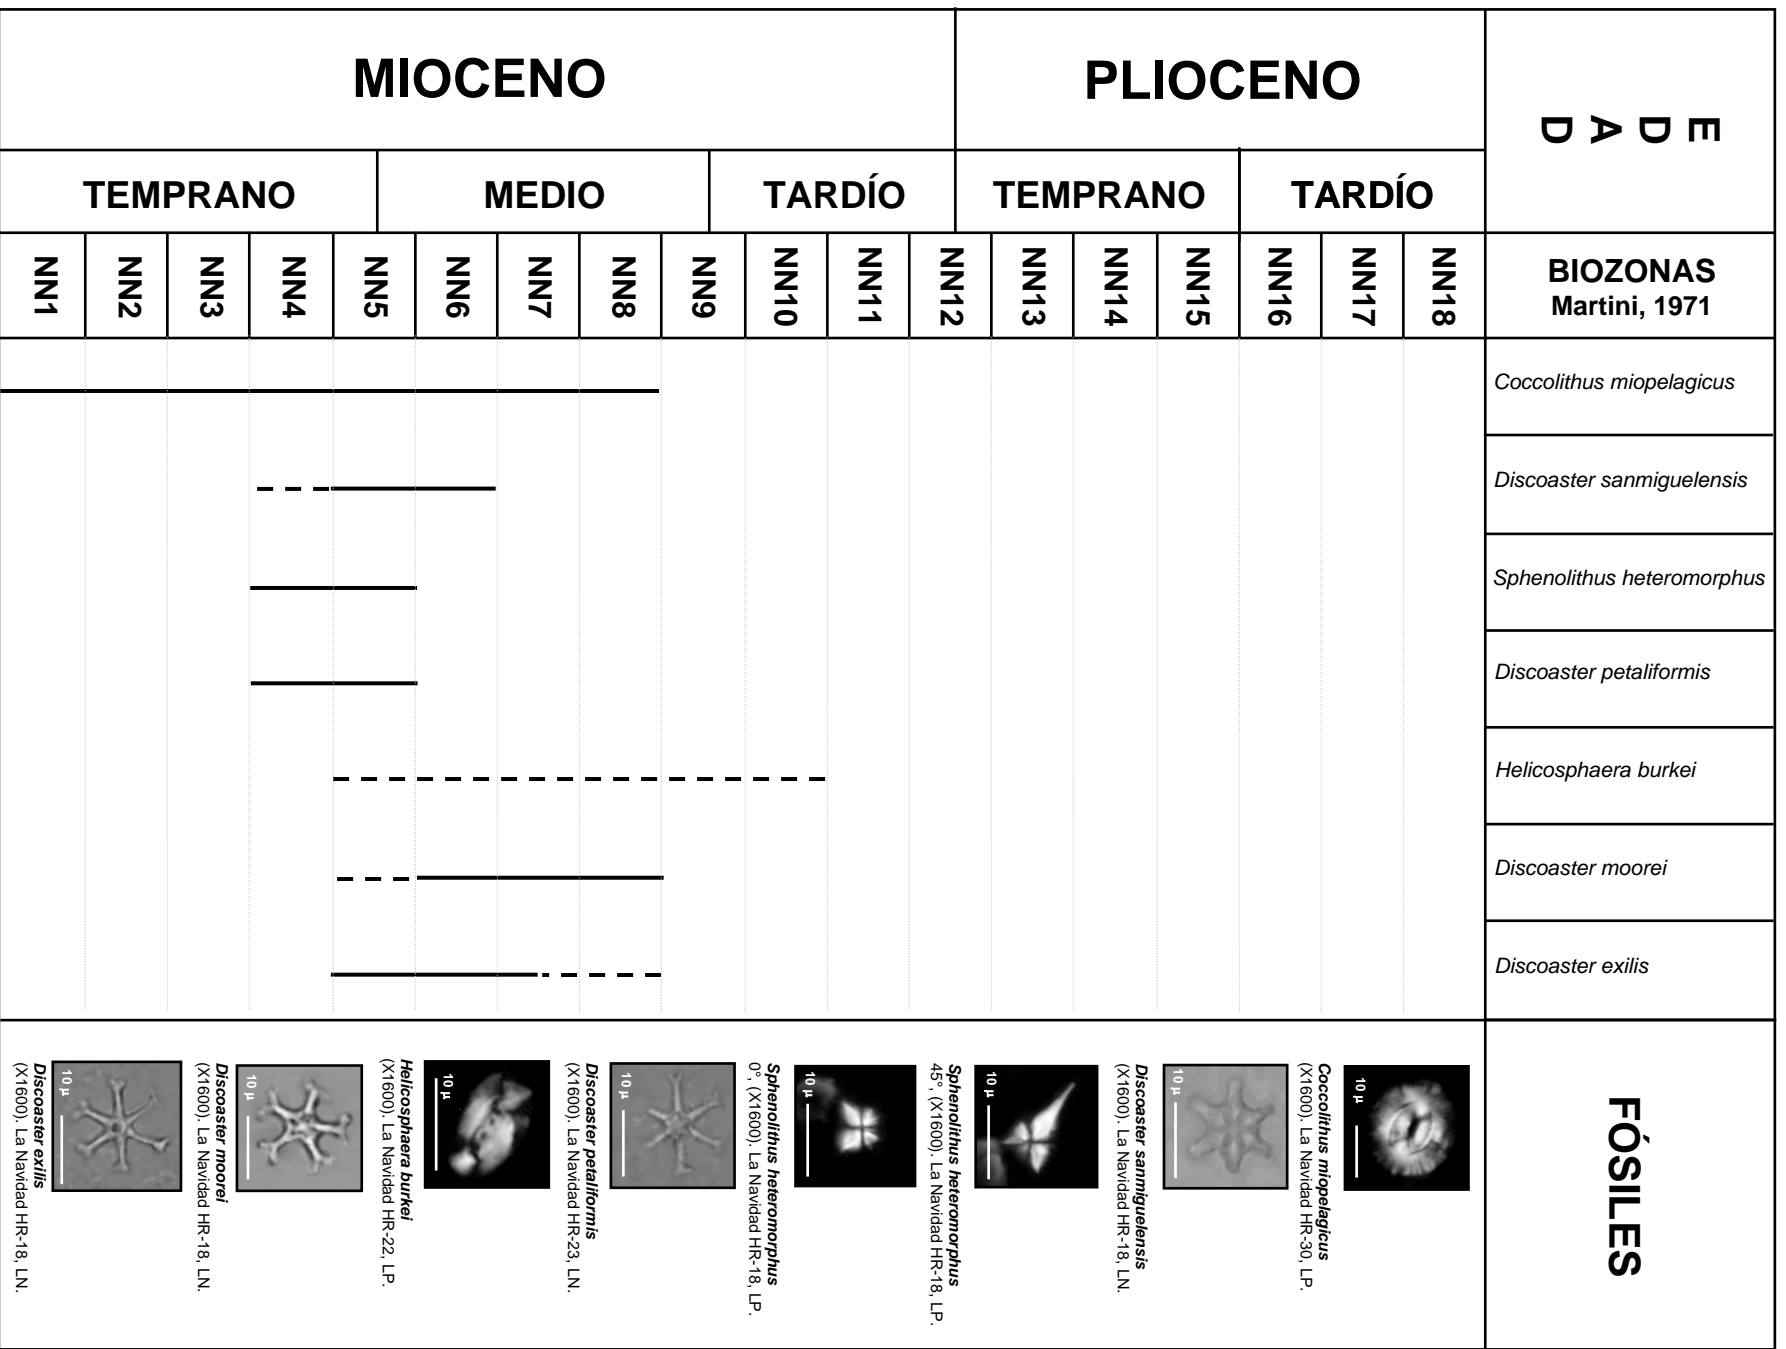 MIOCENO
PLIOCENO
EDAD
TEMPRANO
MEDIO
TARDÍO
TEMPRANO
TARDÍO
NN1
NN2
NN3
NN4
NN5
NN6
NN7
NN8
NN9
NN10
NN11
NN12
NN13
NN14
NN15
NN16
NN17
NN18
BIOZONAS
Martini, 1971
Coccolithus miopelagicus
Discoaster sanmiguelensis
Sphenolithus heteromorphus
Discoaster petaliformis
Helicosphaera burkei
Discoaster moorei
Discoaster exilis
FÓSILES
10 µ
Coccolithus miopelagicus
(X1600). La Navidad HR-30, LP.
10 µ
Discoaster sanmiguelensis
(X1600). La Navidad HR-18, LN.
10 µ
Sphenolithus heteromorphus
45°, (X1600). La Navidad HR-18, LP.
10 µ
Sphenolithus heteromorphus
0°, (X1600). La Navidad HR-18, LP.
10 µ
Discoaster petaliformis
(X1600). La Navidad HR-23, LN.
10 µ
Helicosphaera burkei
(X1600). La Navidad HR-22, LP.
10 µ
Discoaster moorei
(X1600). La Navidad HR-18, LN.
10 µ
Discoaster exilis
(X1600). La Navidad HR-18, LN.